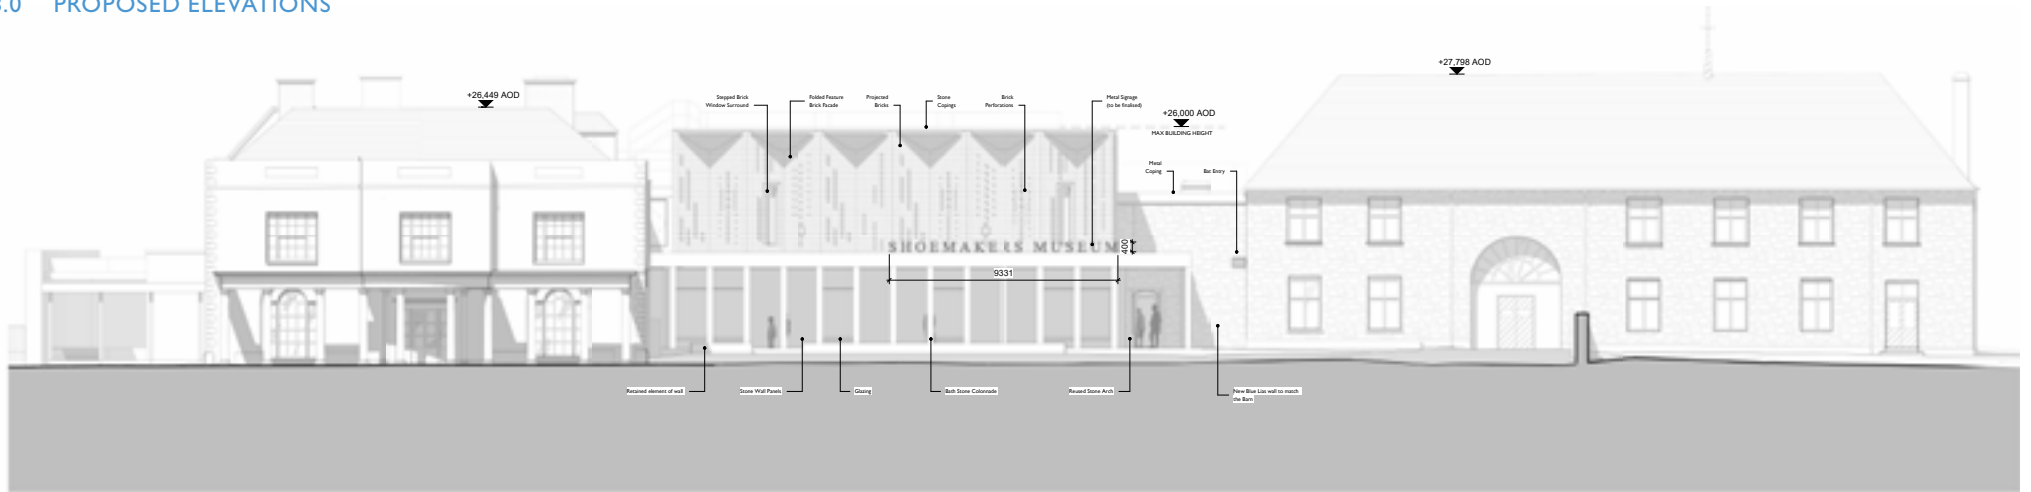 3.0 PROPOSED ELEVATIONS
+27,798 AOD
+26,449 AOD
Stepped Brick
Window Surround
Folded Feature
Brick Facade
Projected
Bricks
Stone
Copings
Brick
Perforations
Metal Signage
(to be finalised)
+26,000 AOD
MAX BUILDING HEIGHT
Metal
Coping
Bat Entry
SHOEMAKERS MUSEUM
400
9331
Retained element of wall
Stone Wall Panels
Glazing
Bath Stone Colonnade
Reused Stone Arch
New Blue Lias wall to match
the Barn